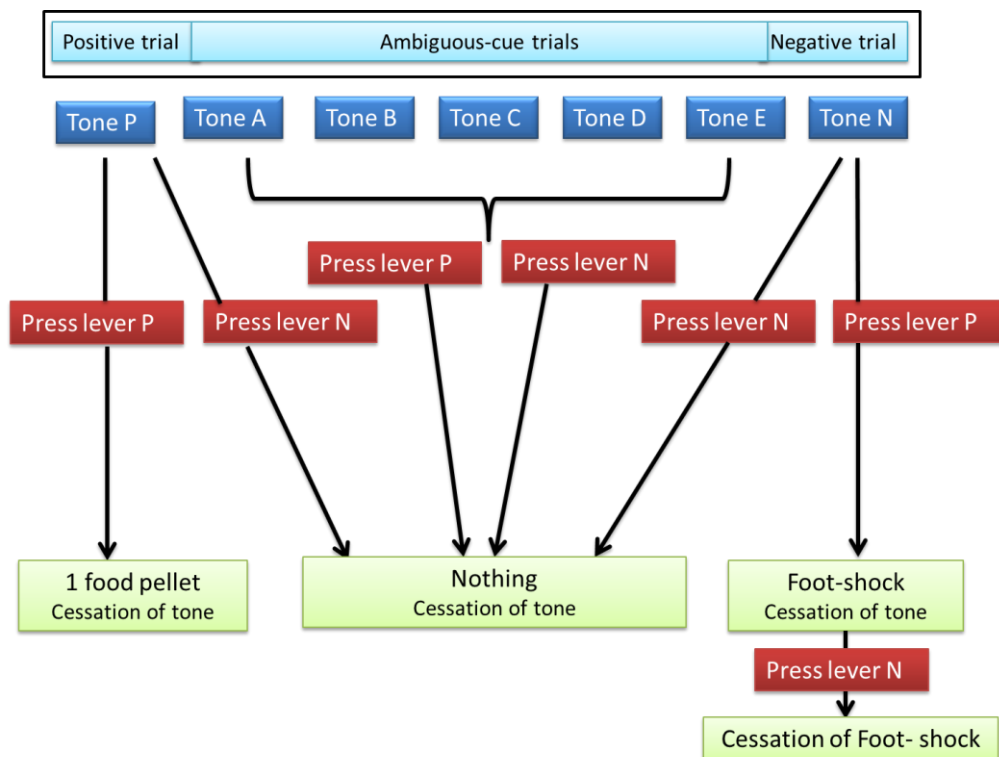 Positive trial
Ambiguous-cue trials
Negative trial
Tone P
Tone A
Tone B
Tone C
Tone D
Tone E
Tone N
Press lever P
Press lever N
Press lever P
Press lever N
Press lever N
Press lever P
1 food pellet
Cessation of tone
Nothing
Cessation of tone
Foot-shock
Cessation of tone
Press lever N
Cessation of Foot- shock